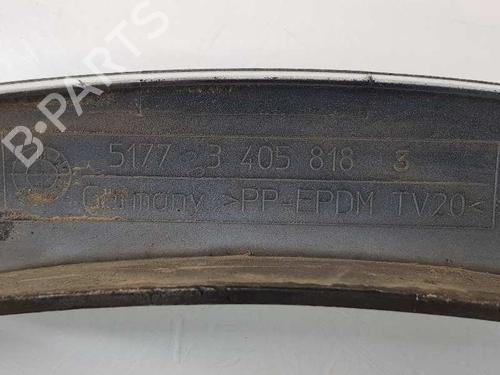 B-PARTS
5177 3 405 818 3
Germany >PP-EPDM TV20<